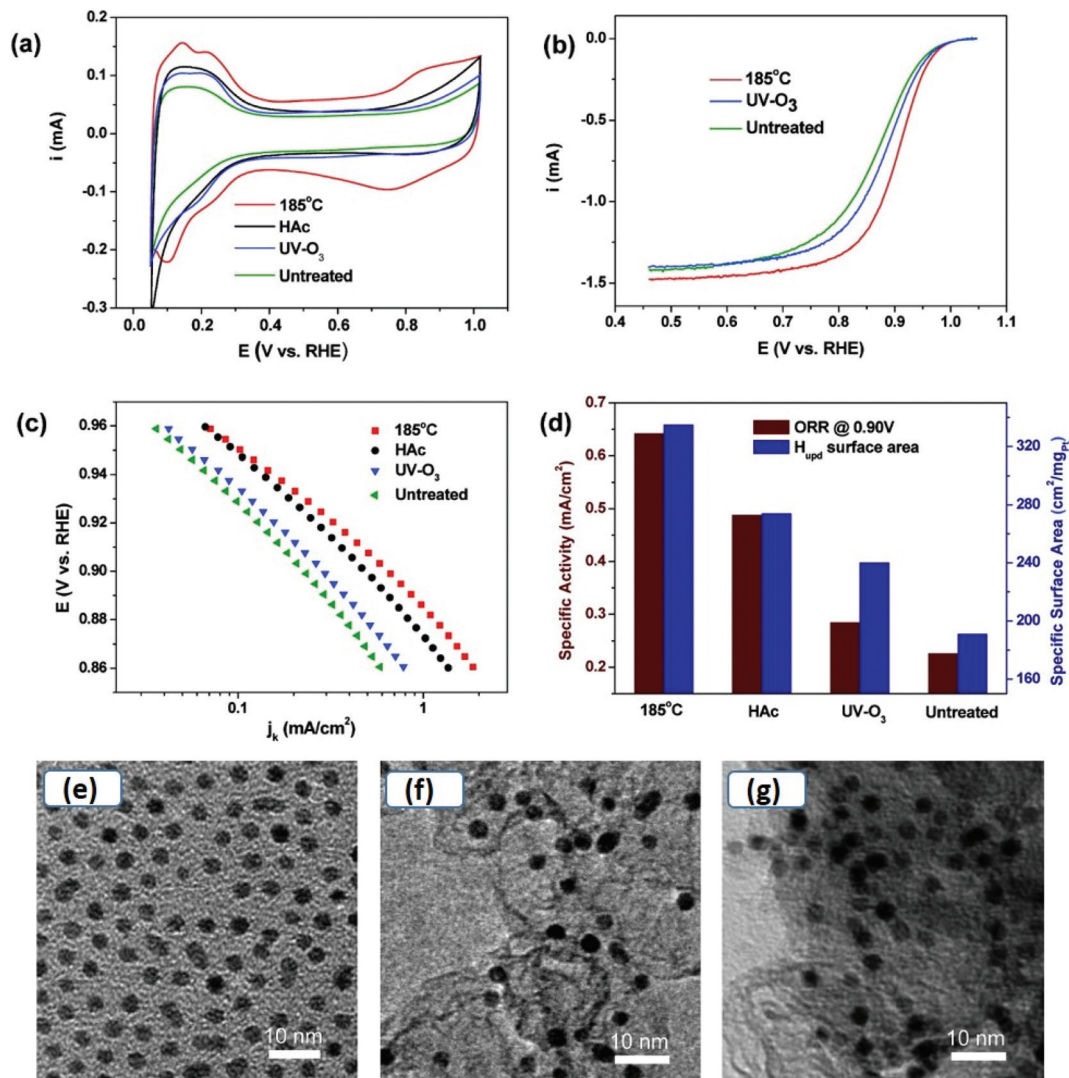 (a)
0.2
0.1
0.0
-0.1
-0.2
-0.3
i (mA)
185°C
HAc
UV-O₃
Untreated
0.0 0.2 0.4 0.6 0.8 1.0
E (V vs. RHE)
(b)
0.0
-0.5
-1.0
-1.5
i (mA)
185°C
UV-O₃
Untreated
0.4 0.5 0.6 0.7 0.8 0.9 1.0 1.1
E (V vs. RHE)
(c)
0.96
0.94
0.92
0.90
0.88
0.86
E (V vs. RHE)
185°C
HAc
UV-O₃
Untreated
0.1 1
jₖ (mA/cm²)
(d)
0.7
0.6
0.5
0.4
0.3
0.2
Specific Activity (mA/cm²)
ORR @ 0.90V
Hupd surface area
320
280
240
200
160
Specific Surface Area (cm²/mgPt)
185°C HAc UV-O₃ Untreated
(e)
10 nm
(f)
10 nm
(g)
10 nm